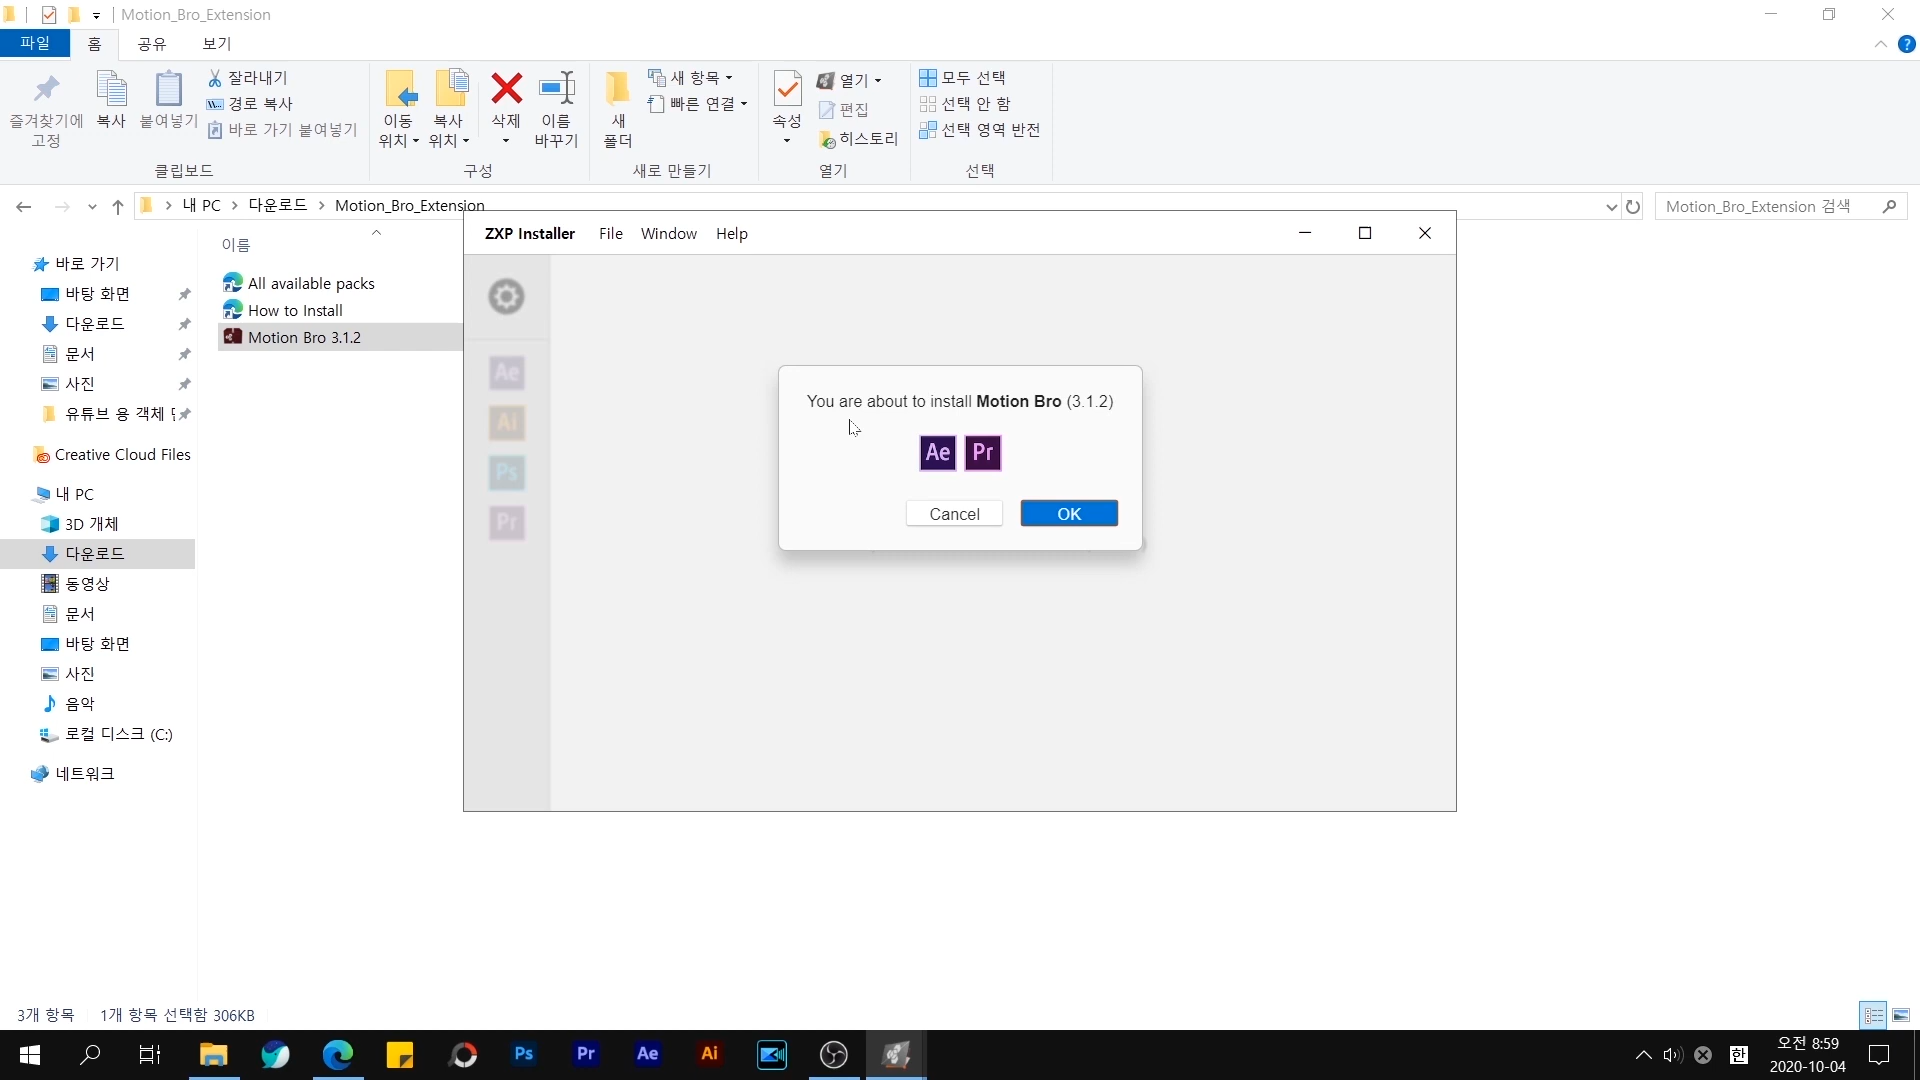 Motion_Bro_Extension
파일 홈 공유 보기
즐겨찾기에
고정
복사
붙여넣기
잘라내기
경로 복사
바로 가기 붙여넣기
클립보드
이동
위치
복사
위치
삭제
이름
바꾸기
구성
새
폴더
새 항목
빠른 연결
새로 만들기
속성
열기
편집
히스토리
열기
모두 선택
선택 안 함
선택 영역 반전
선택
내 PC > 다운로드 > Motion_Bro_Extension
Motion_Bro_Extension 검색
바로 가기
바탕 화면
다운로드
문서
사진
Creative Cloud Files
유튜브 용 객체
내 PC
3D 개체
다운로드
동영상
문서
바탕 화면
사진
음악
로컬 디스크 (C:)
네트워크
이름
All available packs
How to Install
Motion Bro 3.1.2
ZXP Installer File Window Help
Ae
Ai
Ps
Pr
You are about to install Motion Bro (3.1.2)
Ae Pr
Cancel OK
3개 항목 1개 항목 선택함 306KB
Ps Pr Ae Ai
한
오전 8:59
2020-10-04